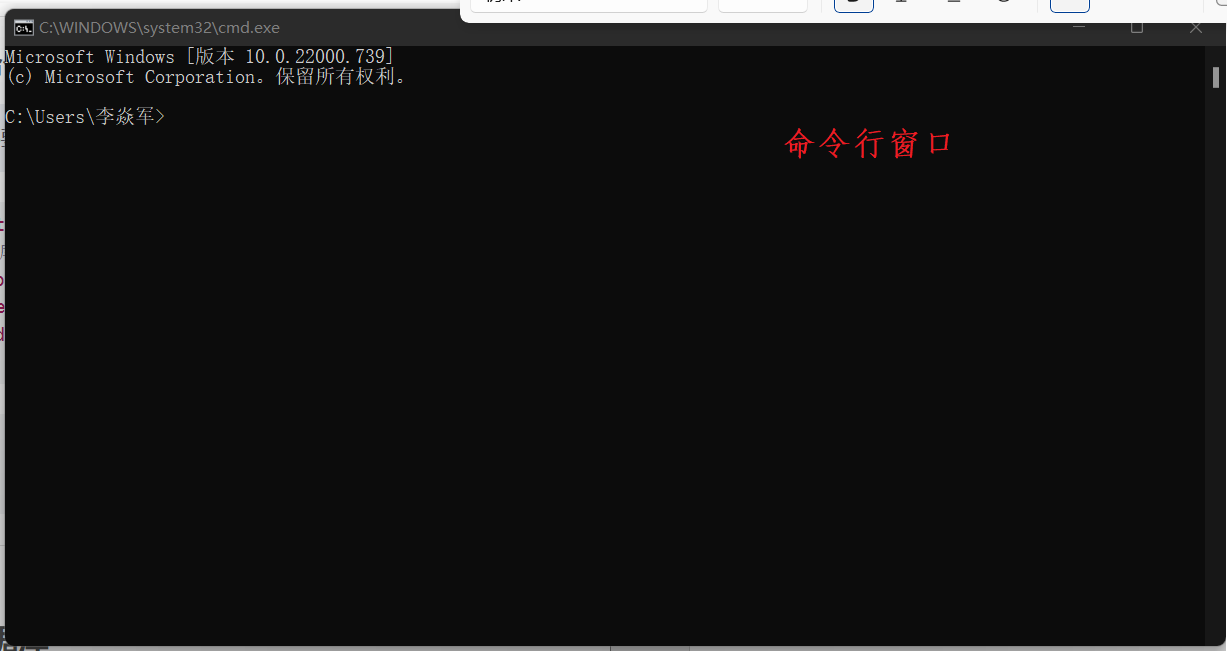 C:\WINDOWS\system32\cmd.exe
Microsoft Windows [版本 10.0.22000.739]
(c) Microsoft Corporation。保留所有权利。
C:\Users\李焱军>
命令行窗口